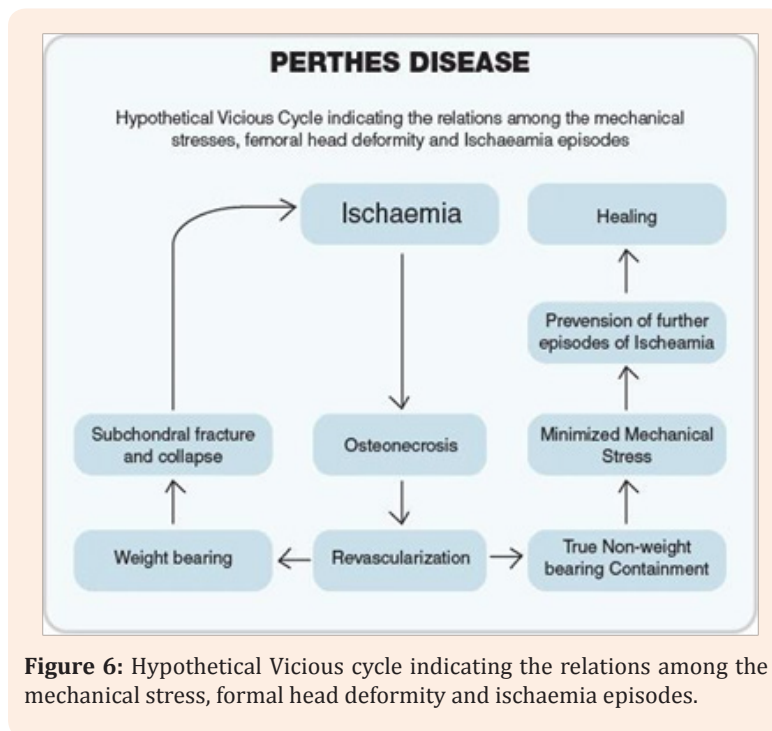 PERTHES DISEASE
Hypothetical Vicious Cycle indicating the relations among the mechanical
stresses, femoral head deformity and Ischaeamia episodes
Ischaemia
Healing
Prevension of further
episodes of Ischeamia
Subchondral fracture
and collapse
Osteonecrosis
Minimized Mechanical
Stress
Weight bearing
Revascularization
True Non-weight
bearing Containment
Figure 6: Hypothetical Vicious cycle indicating the relations among the
mechanical stress, formal head deformity and ischaemia episodes.